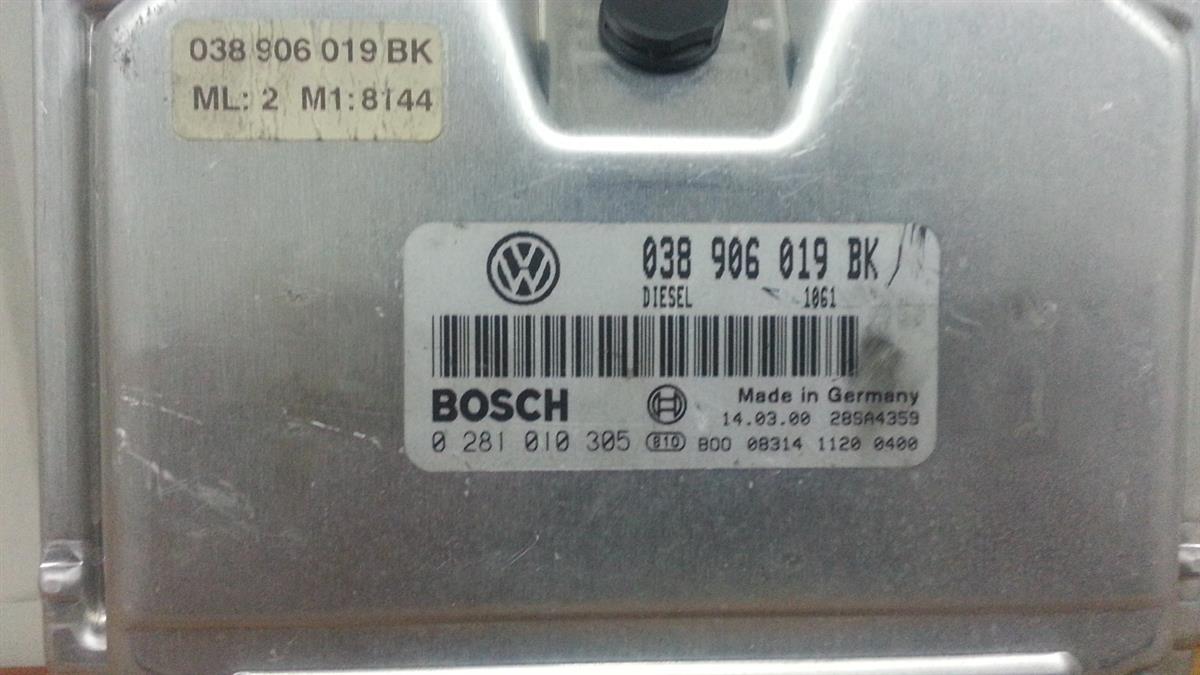 038 906 019 BK
ML: 2 M1:8144
038 906 019 BK
DIESEL 1061
BOSCH
Made in Germany
14.03.00 28SA4359
0 281 010 305 810 B00 08314 1120 0400